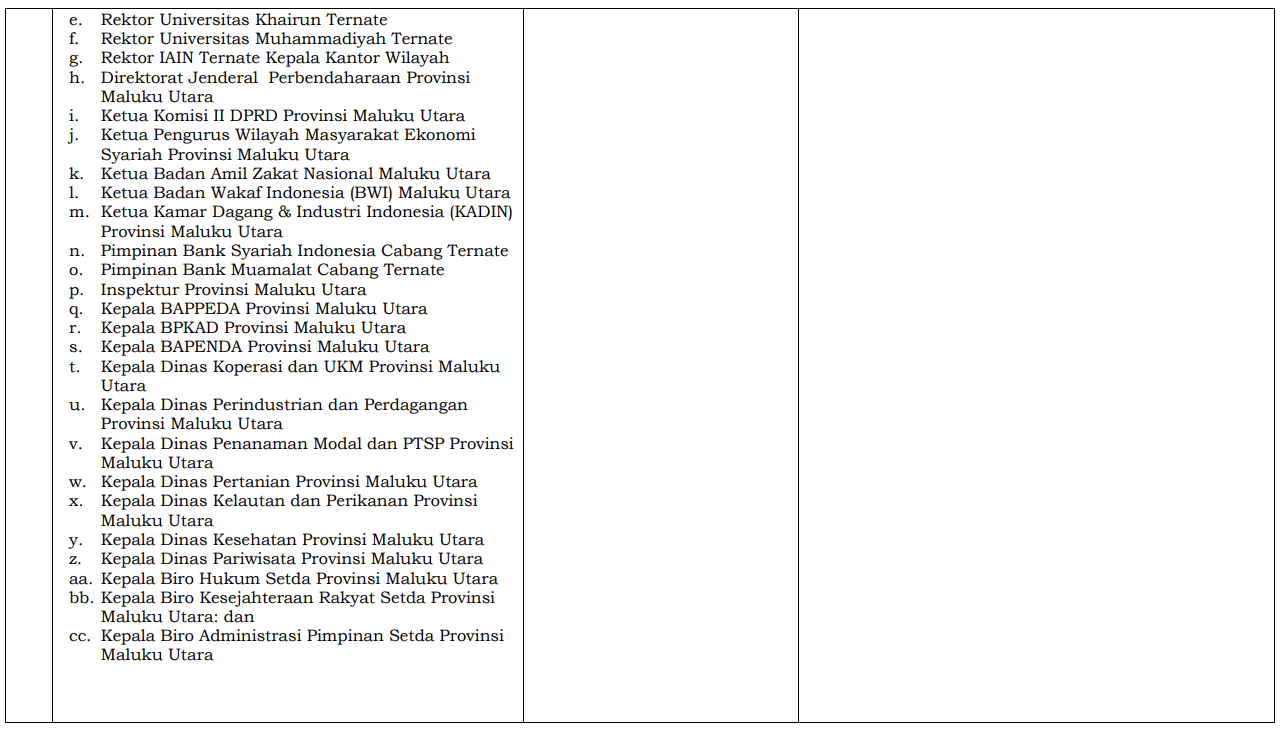 e. Rektor Universitas Khairun Ternate
f. Rektor Universitas Muhammadiyah Ternate
g. Rektor IAIN Ternate Kepala Kantor Wilayah
h. Direktorat Jenderal  Perbendaharaan Provinsi
Maluku Utara
i. Ketua Komisi II DPRD Provinsi Maluku Utara
j. Ketua Pengurus Wilayah Masyarakat Ekonomi
Syariah Provinsi Maluku Utara
k. Ketua Badan Amil Zakat Nasional Maluku Utara
l. Ketua Badan Wakaf Indonesia (BWI) Maluku Utara
m. Ketua Kamar Dagang & Industri Indonesia (KADIN)
Provinsi Maluku Utara
n. Pimpinan Bank Syariah Indonesia Cabang Ternate
o. Pimpinan Bank Muamalat Cabang Ternate
p. Inspektur Provinsi Maluku Utara
q. Kepala BAPPEDA Provinsi Maluku Utara
r. Kepala BPKAD Provinsi Maluku Utara
s. Kepala BAPENDA Provinsi Maluku Utara
t. Kepala Dinas Koperasi dan UKM Provinsi Maluku
Utara
u. Kepala Dinas Perindustrian dan Perdagangan
Provinsi Maluku Utara
v. Kepala Dinas Penanaman Modal dan PTSP Provinsi
Maluku Utara
w. Kepala Dinas Pertanian Provinsi Maluku Utara
x. Kepala Dinas Kelautan dan Perikanan Provinsi
Maluku Utara
y. Kepala Dinas Kesehatan Provinsi Maluku Utara
z. Kepala Dinas Pariwisata Provinsi Maluku Utara
aa. Kepala Biro Hukum Setda Provinsi Maluku Utara
bb. Kepala Biro Kesejahteraan Rakyat Setda Provinsi
Maluku Utara: dan
cc. Kepala Biro Administrasi Pimpinan Setda Provinsi
Maluku Utara